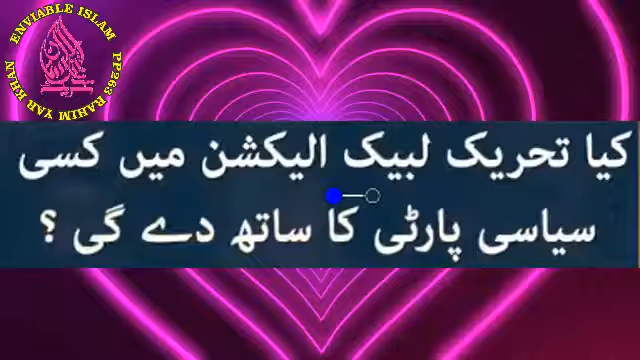 ENVIABLE ISLAM
PP263 RAHIM YAR KHAN
کیا تحریک لبیک الیکشن میں کسی
سیاسی پارٹی کا ساتھ دے گی ؟